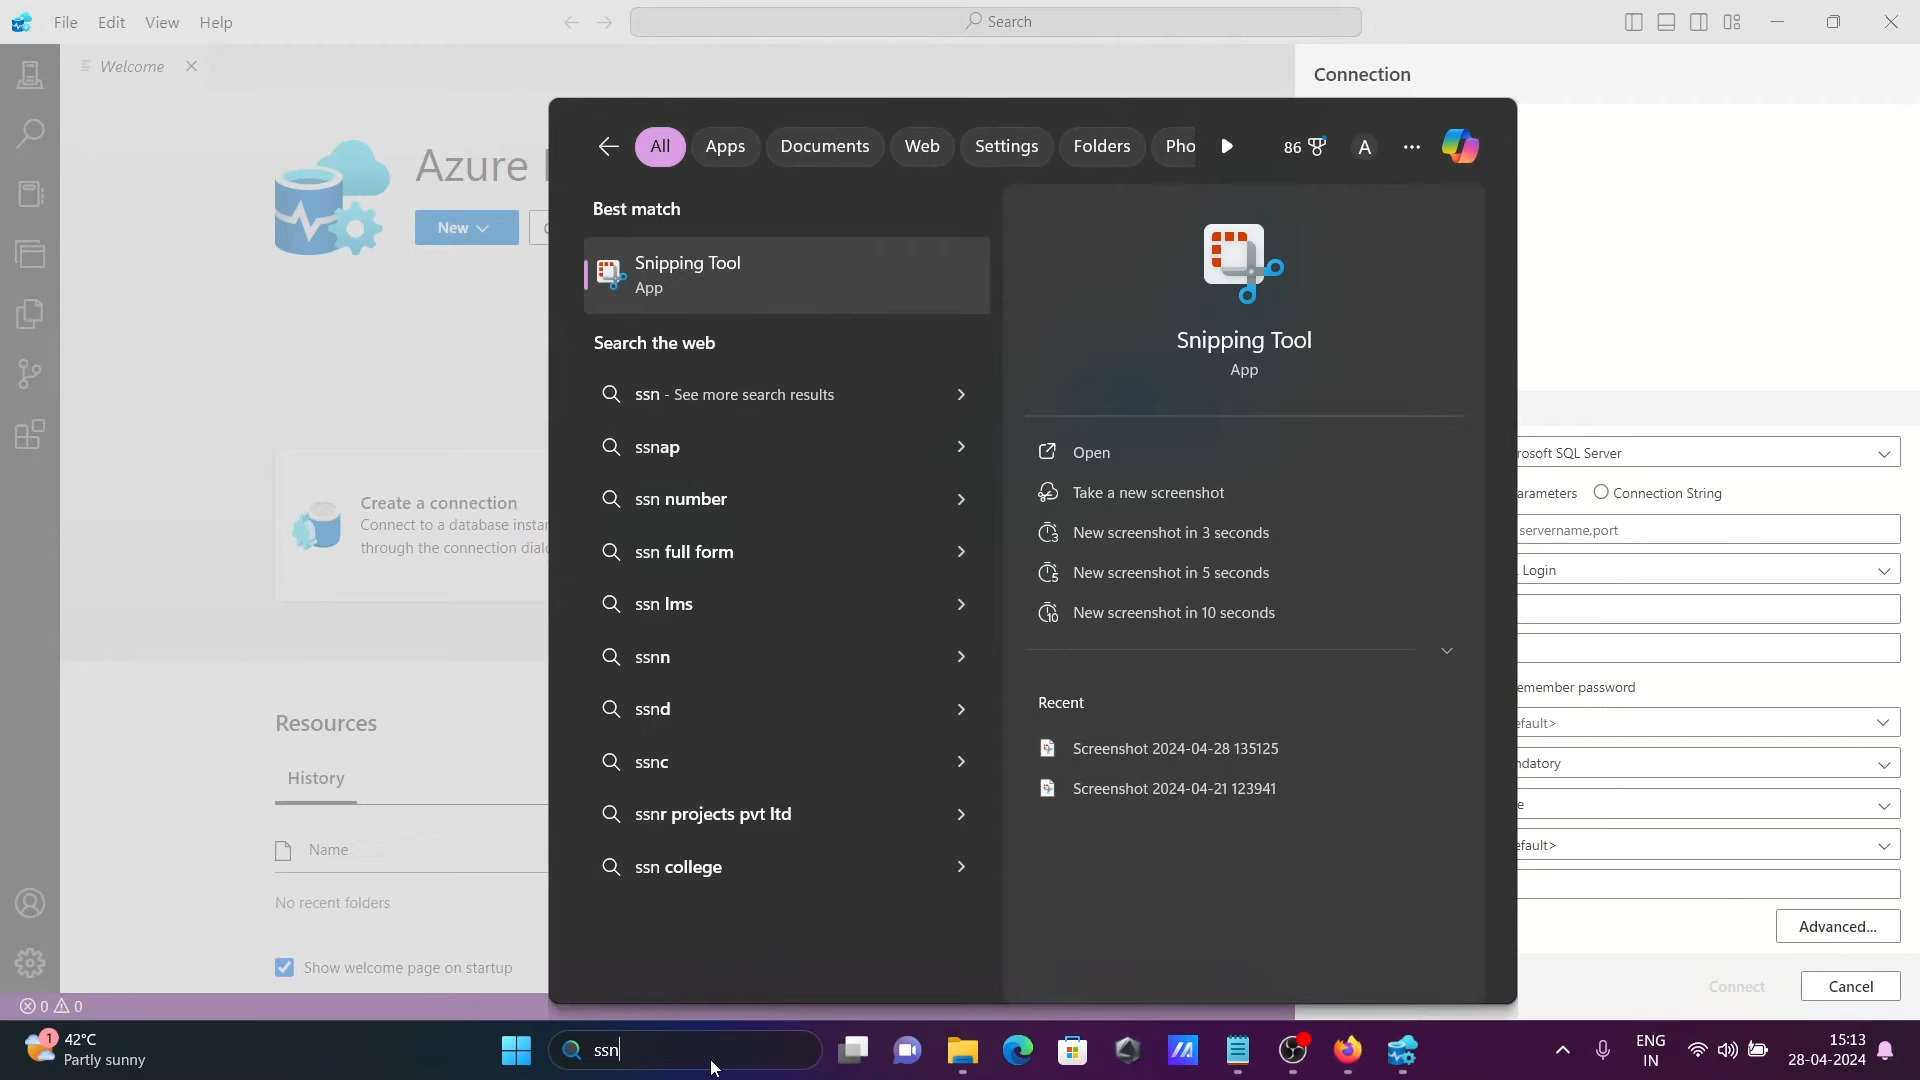 File Edit View Help
Search
Welcome
Connection
All Apps Documents Web Settings Folders Pho
86
A
Azure
New
Best match
Snipping Tool
App
Search the web
ssn - See more search results
ssnap
ssn number
ssn full form
ssn lms
ssnn
ssnd
ssnc
ssnr projects pvt ltd
ssn college
Snipping Tool
App
Open
Take a new screenshot
New screenshot in 3 seconds
New screenshot in 5 seconds
New screenshot in 10 seconds
Recent
Screenshot 2024-04-28 135125
Screenshot 2024-04-21 123941
Create a connection
Connect to a database insta
through the connection dial
Resources
History
Name
No recent folders
Show welcome page on startup
rosoft SQL Server
arameters Connection String
servername,port
Login
emember password
efault>
ndatory
e
efault>
Advanced...
Connect Cancel
0 0
1
42°C
Partly sunny
ssn
ENG
IN
15:13
28-04-2024